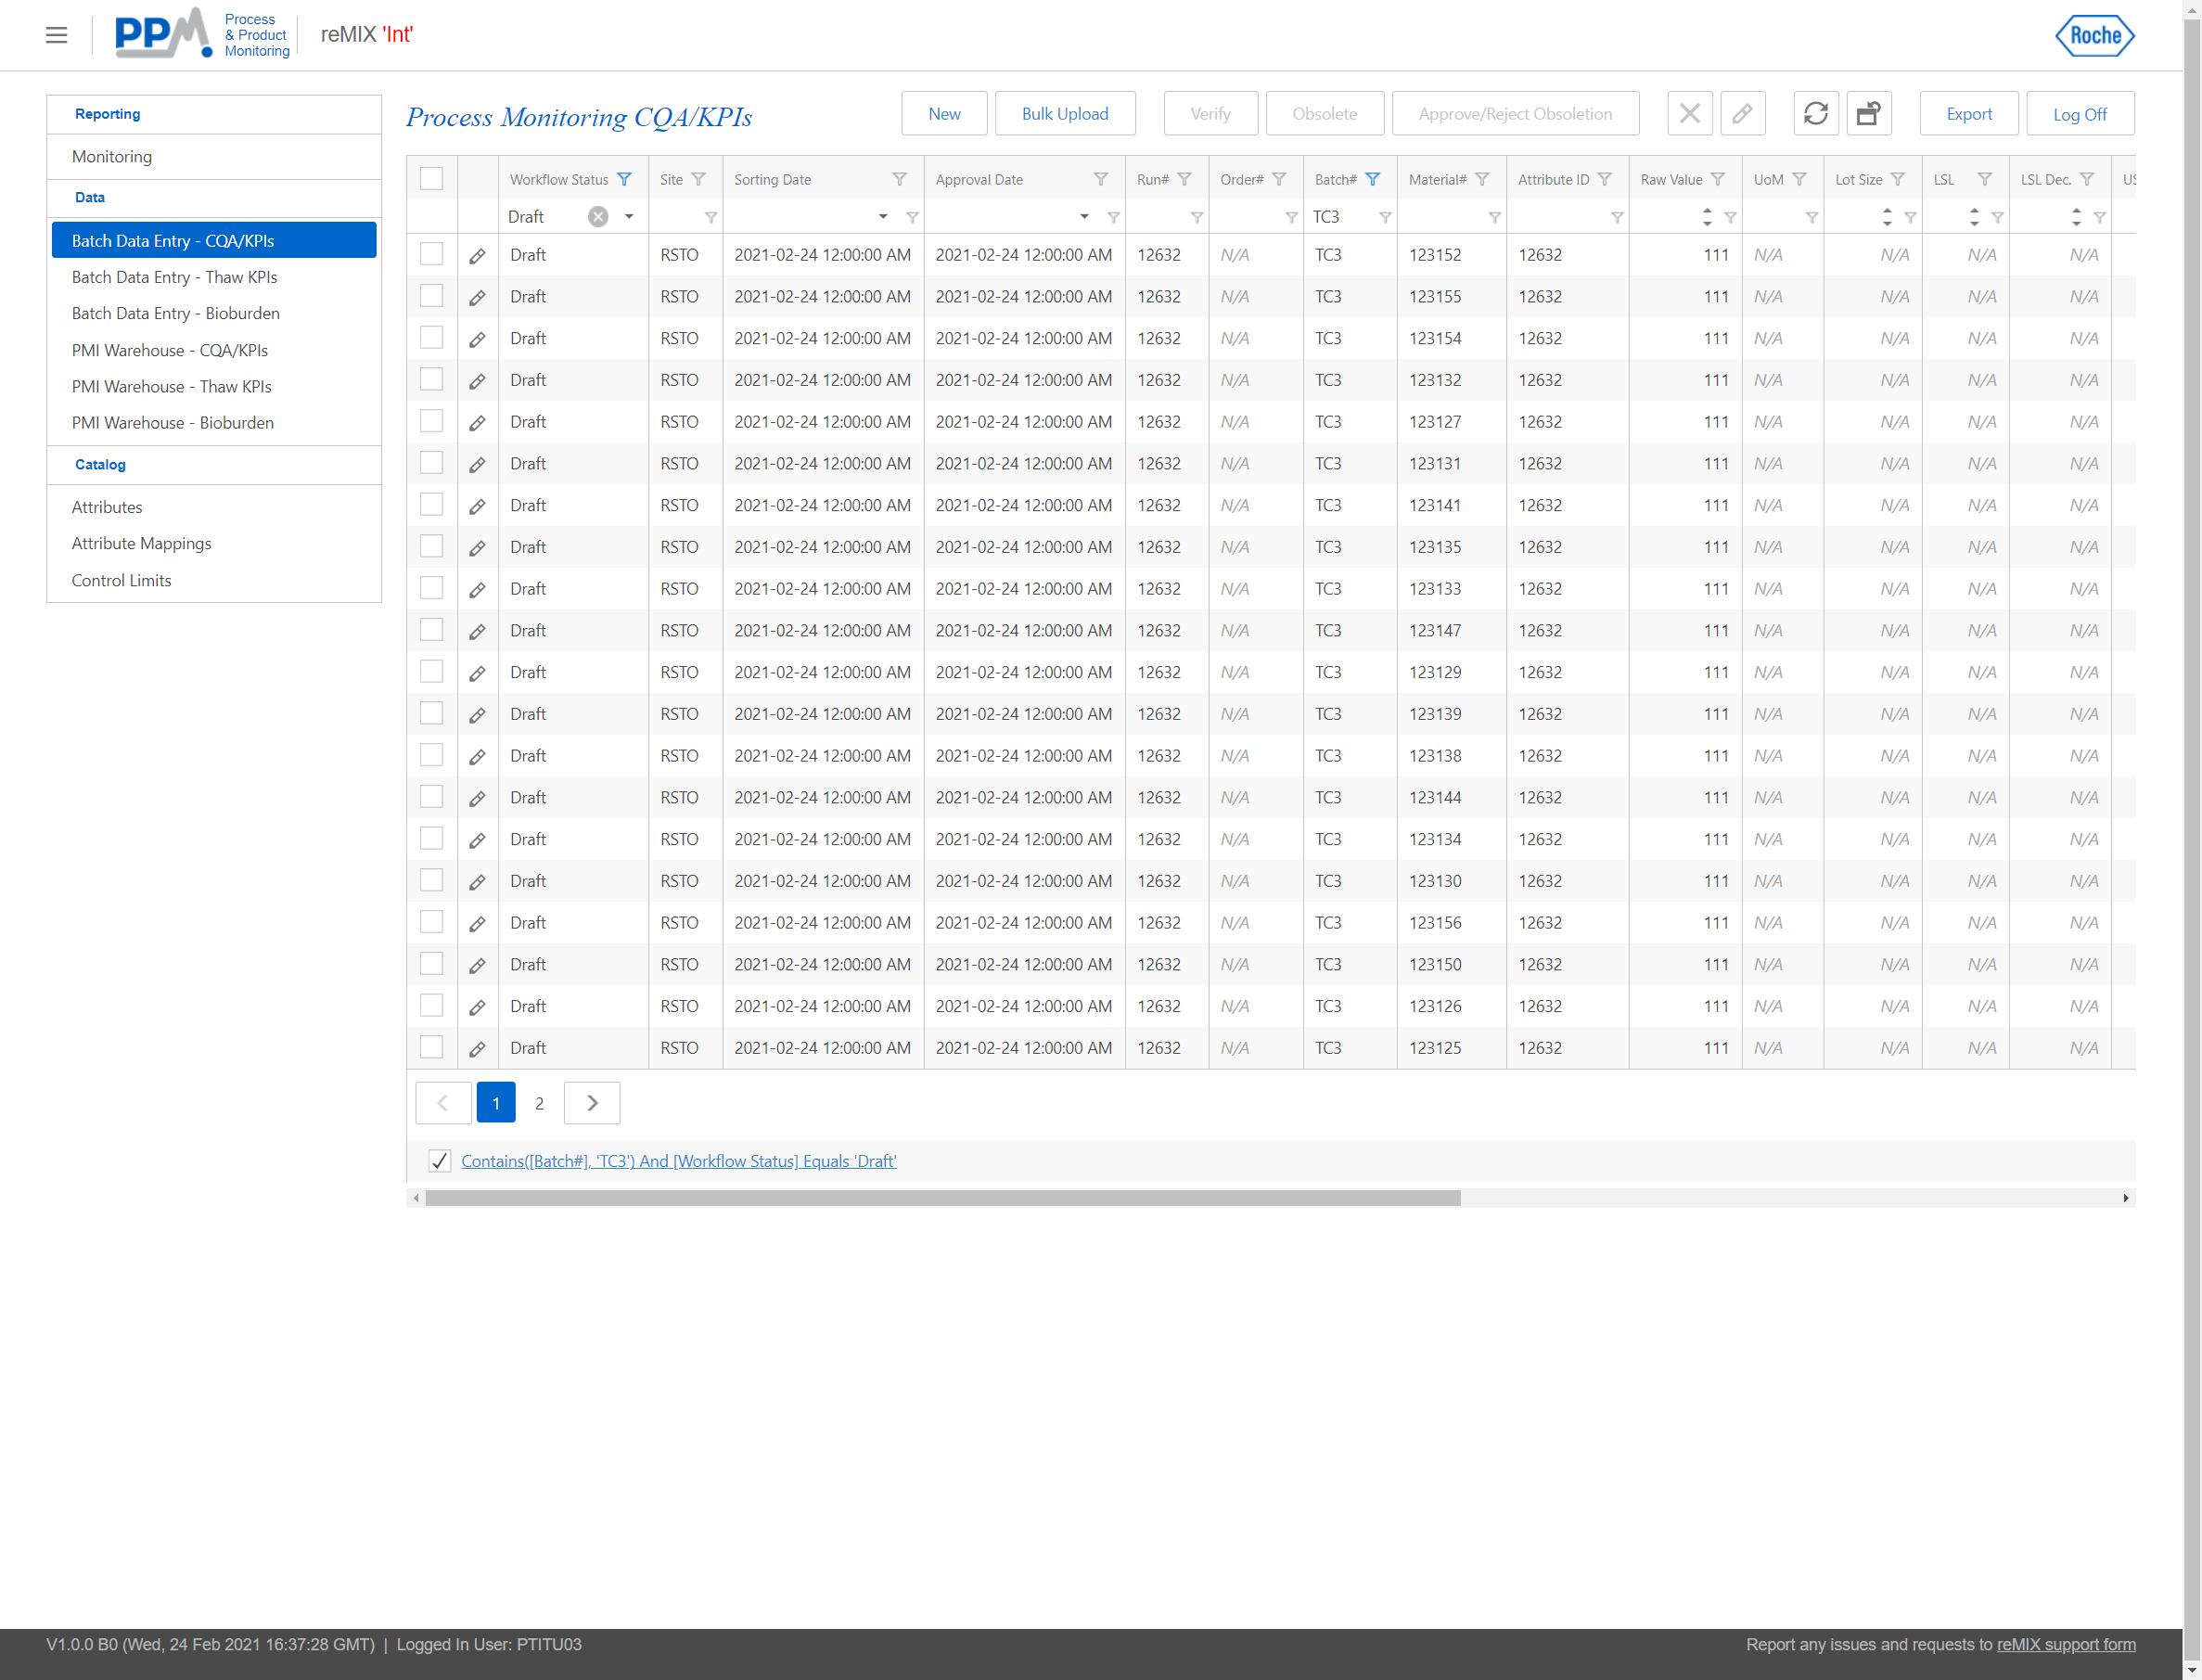 PPM Process & Product Monitoring
reMIX 'Int'
Roche
Reporting
Monitoring
Data
Batch Data Entry - CQA/KPIs
Batch Data Entry - Thaw KPIs
Batch Data Entry - Bioburden
PMI Warehouse - CQA/KPIs
PMI Warehouse - Thaw KPIs
PMI Warehouse - Bioburden
Catalog
Attributes
Attribute Mappings
Control Limits
Process Monitoring CQA/KPIs
New Bulk Upload Verify Obsolete Approve/Reject Obsoletion Export Log Off
Workflow Status Site Sorting Date Approval Date Run# Order# Batch# Material# Attribute ID Raw Value UoM Lot Size LSL LSL Dec.
Draft TC3
Draft RSTO 2021-02-24 12:00:00 AM 2021-02-24 12:00:00 AM 12632 N/A TC3 123152 12632 111 N/A N/A N/A N/A
Draft RSTO 2021-02-24 12:00:00 AM 2021-02-24 12:00:00 AM 12632 N/A TC3 123155 12632 111 N/A N/A N/A N/A
Draft RSTO 2021-02-24 12:00:00 AM 2021-02-24 12:00:00 AM 12632 N/A TC3 123154 12632 111 N/A N/A N/A N/A
Draft RSTO 2021-02-24 12:00:00 AM 2021-02-24 12:00:00 AM 12632 N/A TC3 123132 12632 111 N/A N/A N/A N/A
Draft RSTO 2021-02-24 12:00:00 AM 2021-02-24 12:00:00 AM 12632 N/A TC3 123127 12632 111 N/A N/A N/A N/A
Draft RSTO 2021-02-24 12:00:00 AM 2021-02-24 12:00:00 AM 12632 N/A TC3 123131 12632 111 N/A N/A N/A N/A
Draft RSTO 2021-02-24 12:00:00 AM 2021-02-24 12:00:00 AM 12632 N/A TC3 123141 12632 111 N/A N/A N/A N/A
Draft RSTO 2021-02-24 12:00:00 AM 2021-02-24 12:00:00 AM 12632 N/A TC3 123135 12632 111 N/A N/A N/A N/A
Draft RSTO 2021-02-24 12:00:00 AM 2021-02-24 12:00:00 AM 12632 N/A TC3 123133 12632 111 N/A N/A N/A N/A
Draft RSTO 2021-02-24 12:00:00 AM 2021-02-24 12:00:00 AM 12632 N/A TC3 123147 12632 111 N/A N/A N/A N/A
Draft RSTO 2021-02-24 12:00:00 AM 2021-02-24 12:00:00 AM 12632 N/A TC3 123129 12632 111 N/A N/A N/A N/A
Draft RSTO 2021-02-24 12:00:00 AM 2021-02-24 12:00:00 AM 12632 N/A TC3 123139 12632 111 N/A N/A N/A N/A
Draft RSTO 2021-02-24 12:00:00 AM 2021-02-24 12:00:00 AM 12632 N/A TC3 123138 12632 111 N/A N/A N/A N/A
Draft RSTO 2021-02-24 12:00:00 AM 2021-02-24 12:00:00 AM 12632 N/A TC3 123144 12632 111 N/A N/A N/A N/A
Draft RSTO 2021-02-24 12:00:00 AM 2021-02-24 12:00:00 AM 12632 N/A TC3 123134 12632 111 N/A N/A N/A N/A
Draft RSTO 2021-02-24 12:00:00 AM 2021-02-24 12:00:00 AM 12632 N/A TC3 123130 12632 111 N/A N/A N/A N/A
Draft RSTO 2021-02-24 12:00:00 AM 2021-02-24 12:00:00 AM 12632 N/A TC3 123156 12632 111 N/A N/A N/A N/A
Draft RSTO 2021-02-24 12:00:00 AM 2021-02-24 12:00:00 AM 12632 N/A TC3 123150 12632 111 N/A N/A N/A N/A
Draft RSTO 2021-02-24 12:00:00 AM 2021-02-24 12:00:00 AM 12632 N/A TC3 123126 12632 111 N/A N/A N/A N/A
Draft RSTO 2021-02-24 12:00:00 AM 2021-02-24 12:00:00 AM 12632 N/A TC3 123125 12632 111 N/A N/A N/A N/A
1 2
Contains([Batch#], 'TC3') And [Workflow Status] Equals 'Draft'
V1.0.0 B0 (Wed, 24 Feb 2021 16:37:28 GMT) | Logged In User: PTITU03
Report any issues and requests to reMIX support form